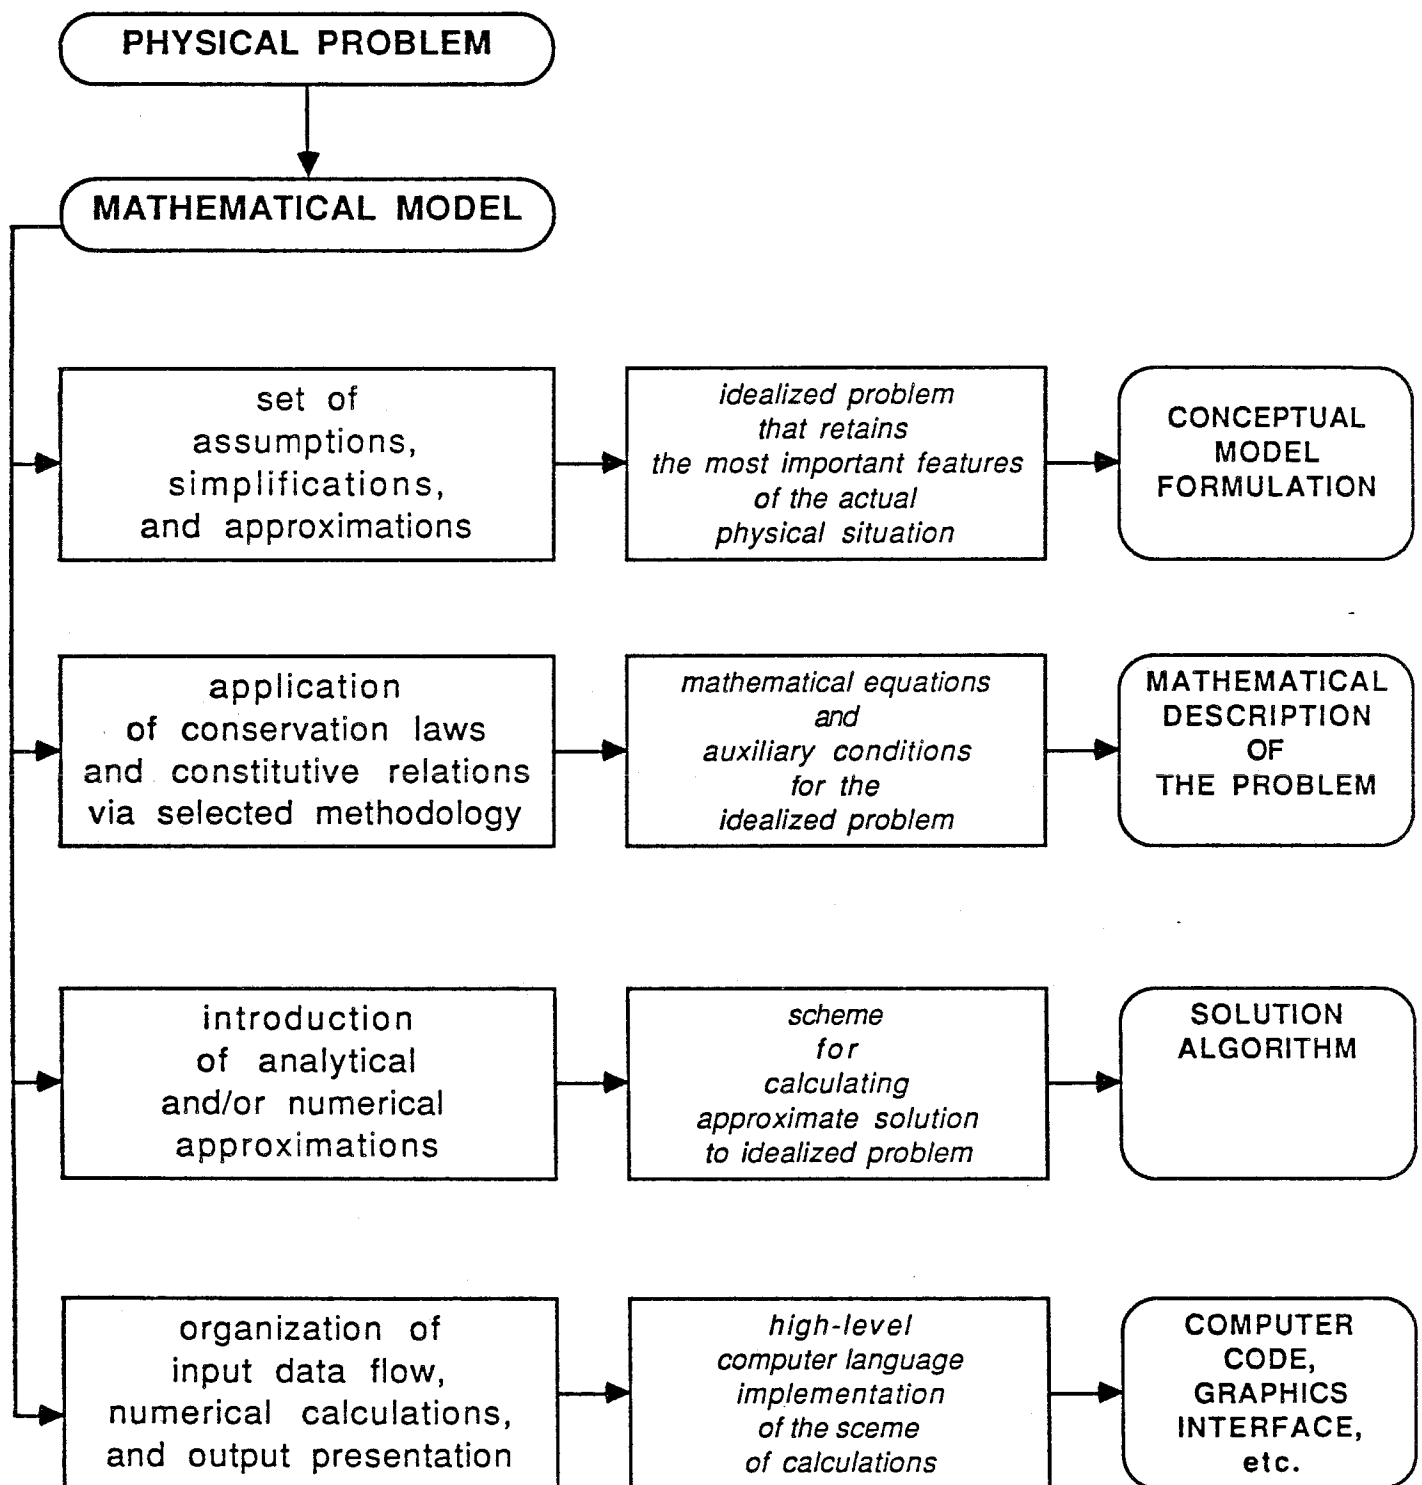 PHYSICAL PROBLEM
MATHEMATICAL MODEL
set of
assumptions,
simplifications,
and approximations
idealized problem
that retains
the most important features
of the actual
physical situation
CONCEPTUAL
MODEL
FORMULATION
application
of conservation laws
and constitutive relations
via selected methodology
mathematical equations
and
auxiliary conditions
for the
idealized problem
MATHEMATICAL
DESCRIPTION
OF
THE PROBLEM
introduction
of analytical
and/or numerical
approximations
scheme
for
calculating
approximate solution
to idealized problem
SOLUTION
ALGORITHM
organization of
input data flow,
numerical calculations,
and output presentation
high-level
computer language
implementation
of the sceme
of calculations
COMPUTER
CODE,
GRAPHICS
INTERFACE,
etc.